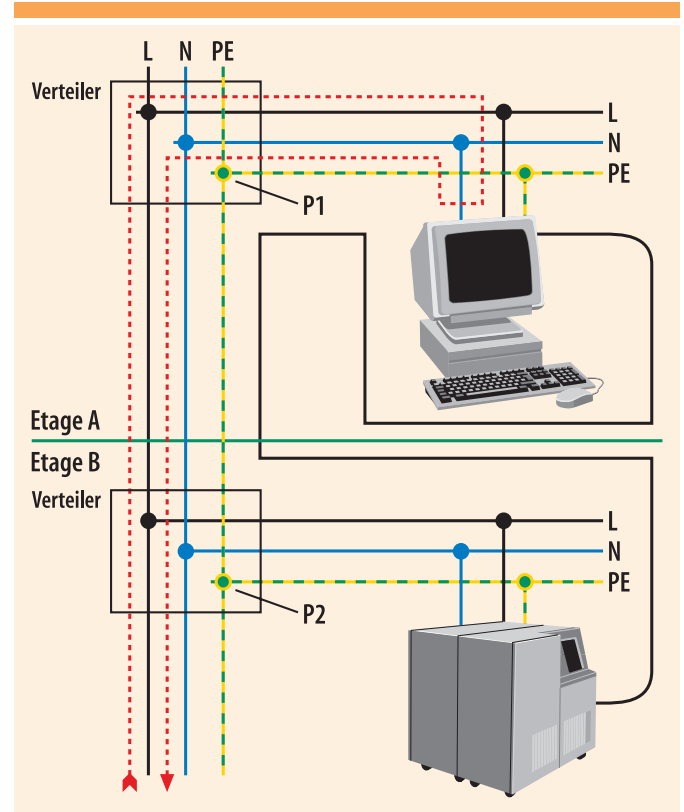 L N PE
Verteiler
L
N
PE
P1
Etage A
Etage B
Verteiler
L
N
PE
P2